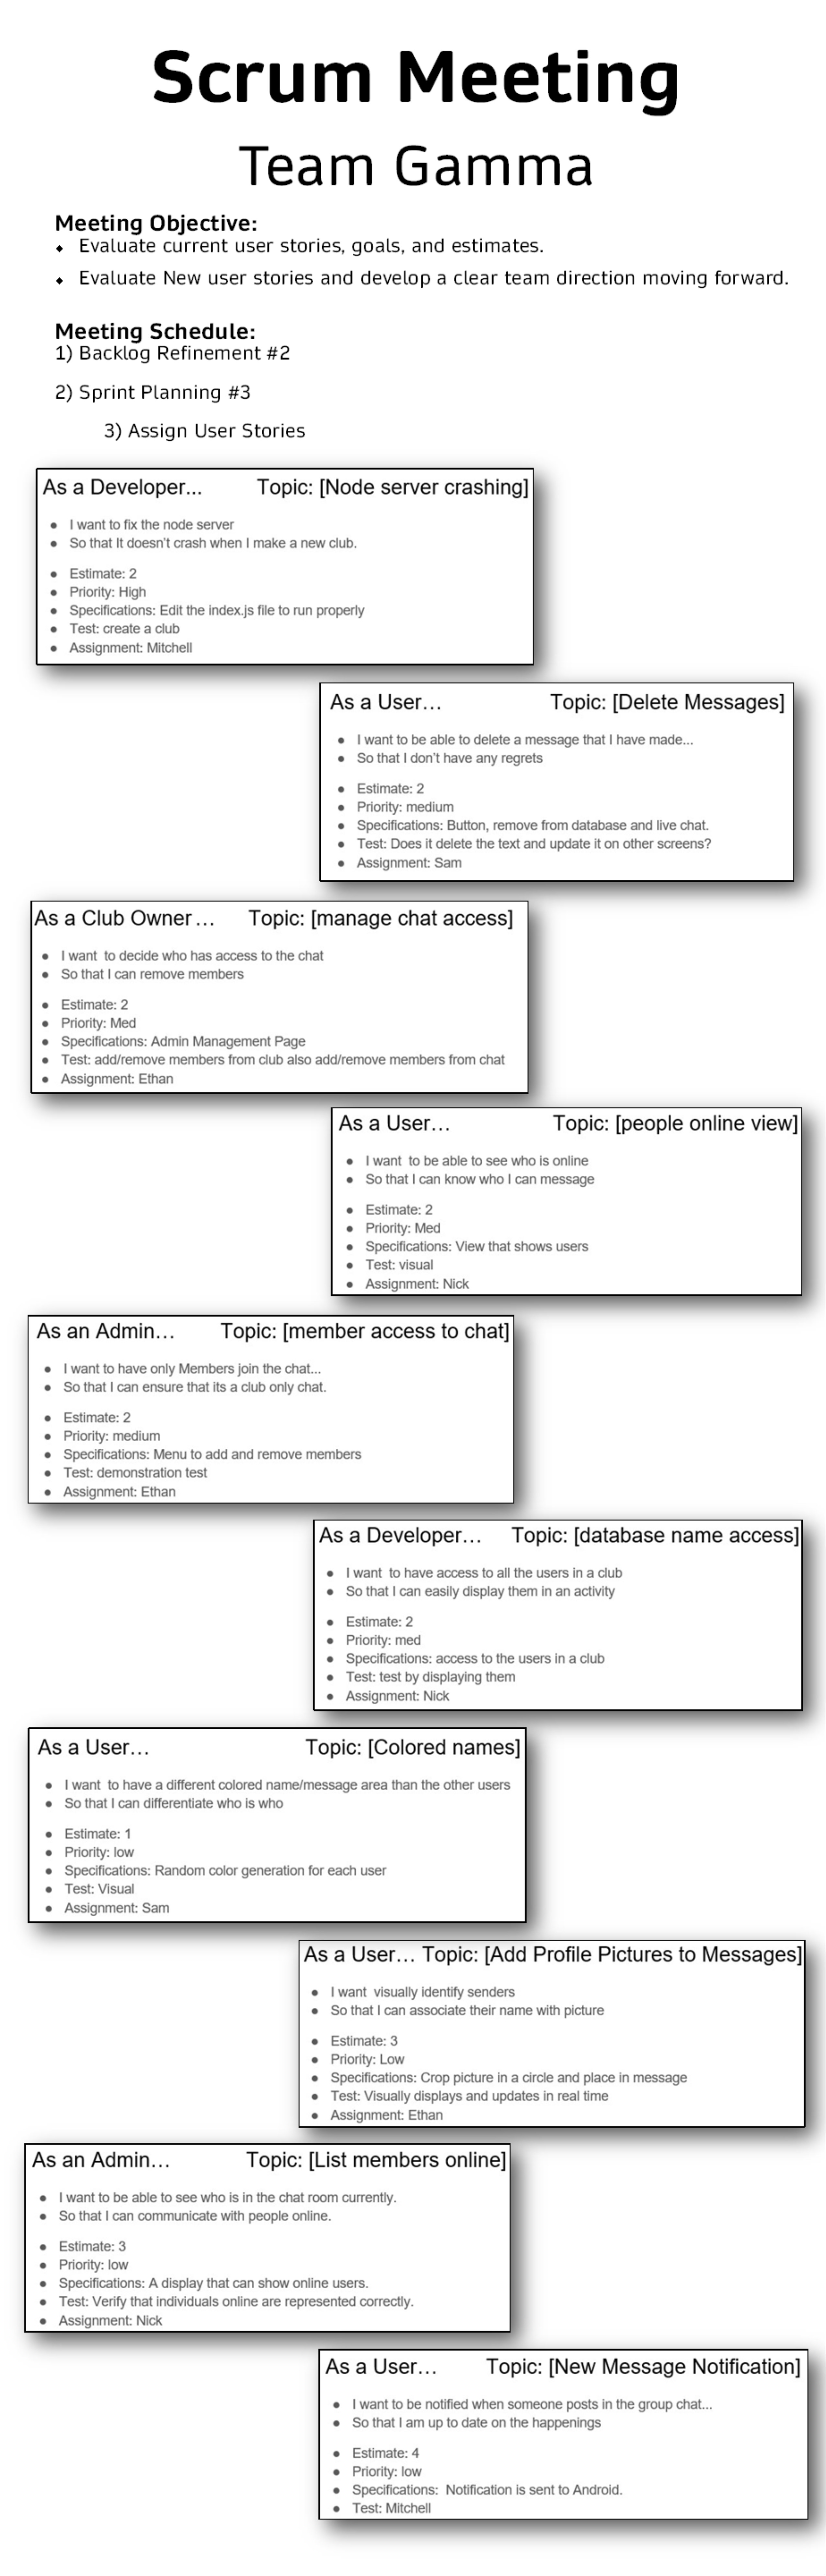 Scrum Meeting
Team Gamma
Meeting Objective:
⬩ Evaluate current user stories, goals, and estimates.
⬩ Evaluate New user stories and develop a clear team direction moving forward.
Meeting Schedule:
1) Backlog Refinement #2
2) Sprint Planning #3
3) Assign User Stories
As a Developer... Topic: [Node server crashing]
● I want to fix the node server
● So that It doesn't crash when I make a new club.
● Estimate: 2
● Priority: High
● Specifications: Edit the index.js file to run properly
● Test: create a club
● Assignment: Mitchell
As a User… Topic: [Delete Messages]
● I want to be able to delete a message that I have made...
● So that I don't have any regrets
● Estimate: 2
● Priority: medium
● Specifications: Button, remove from database and live chat.
● Test: Does it delete the text and update it on other screens?
● Assignment: Sam
As a Club Owner… Topic: [manage chat access]
● I want to decide who has access to the chat
● So that I can remove members
● Estimate: 2
● Priority: Med
● Specifications: Admin Management Page
● Test: add/remove members from club also add/remove members from chat
● Assignment: Ethan
As a User… Topic: [people online view]
● I want to be able to see who is online
● So that I can know who I can message
● Estimate: 2
● Priority: Med
● Specifications: View that shows users
● Test: visual
● Assignment: Nick
As an Admin… Topic: [member access to chat]
● I want to have only Members join the chat...
● So that I can ensure that its a club only chat.
● Estimate: 2
● Priority: medium
● Specifications: Menu to add and remove members
● Test: demonstration test
● Assignment: Ethan
As a Developer… Topic: [database name access]
● I want to have access to all the users in a club
● So that I can easily display them in an activity
● Estimate: 2
● Priority: med
● Specifications: access to the users in a club
● Test: test by displaying them
● Assignment: Nick
As a User… Topic: [Colored names]
● I want to have a different colored name/message area than the other users
● So that I can differentiate who is who
● Estimate: 1
● Priority: low
● Specifications: Random color generation for each user
● Test: Visual
● Assignment: Sam
As a User… Topic: [Add Profile Pictures to Messages]
● I want visually identify senders
● So that I can associate their name with picture
● Estimate: 3
● Priority: Low
● Specifications: Crop picture in a circle and place in message
● Test: Visually displays and updates in real time
● Assignment: Ethan
As an Admin… Topic: [List members online]
● I want to be able to see who is in the chat room currently.
● So that I can communicate with people online.
● Estimate: 3
● Priority: low
● Specifications: A display that can show online users.
● Test: Verify that individuals online are represented correctly.
● Assignment: Nick
As a User… Topic: [New Message Notification]
● I want to be notified when someone posts in the group chat...
● So that I am up to date on the happenings
● Estimate: 4
● Priority: low
● Specifications: Notification is sent to Android.
● Test: Mitchell